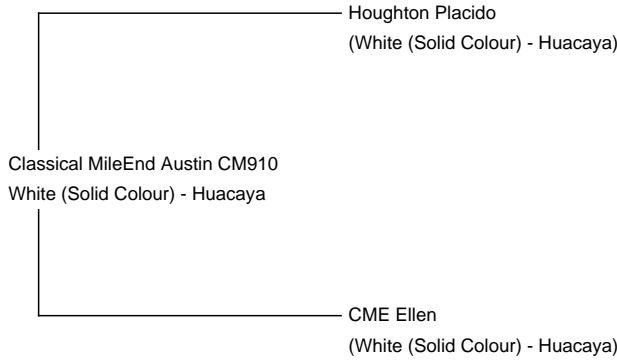 Houghton Placido
(White (Solid Colour) - Huacaya)
Classical MileEnd Austin CM910
White (Solid Colour) - Huacaya
CME Ellen
(White (Solid Colour) - Huacaya)